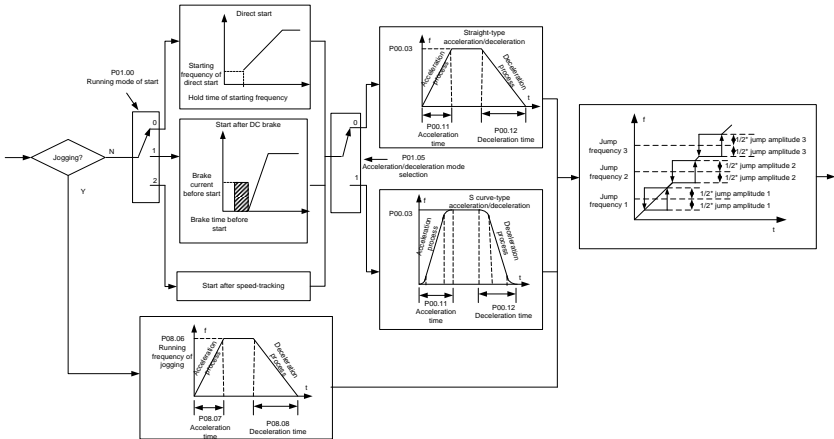 Direct start
f
Starting
frequency of
direct start
t
Hold time of starting frequency
P01.00
Running mode of start
0
1
2
Jogging?
N
Y
Start after DC brake
f
Brake
current before
start
t
Brake time before
start
Start after speed-tracking
0
1
P01.05
Acceleration/deceleration mode
selection
Straight-type
acceleration/deceleration
P00.03
f
Acceleration
process
Deceleration
process
t
P00.11
Acceleration
time
P00.12
Deceleration time
S curve-type
acceleration/deceleration
P00.03
f
Acceleration
process
Deceleration
process
t
P00.11
Acceleration
time
P00.12
Deceleration time
P08.06
Running
frequency of
jogging
f
Acceleration
process
Deceleration
process
t
P08.07
Acceleration
time
P08.08
Deceleration time
f
Jump
frequency 3
Jump
frequency 2
Jump
frequency 1
1/2* jump amplitude 3
1/2* jump amplitude 3
1/2* jump amplitude 2
1/2* jump amplitude 2
1/2* jump amplitude 1
1/2* jump amplitude 1
t